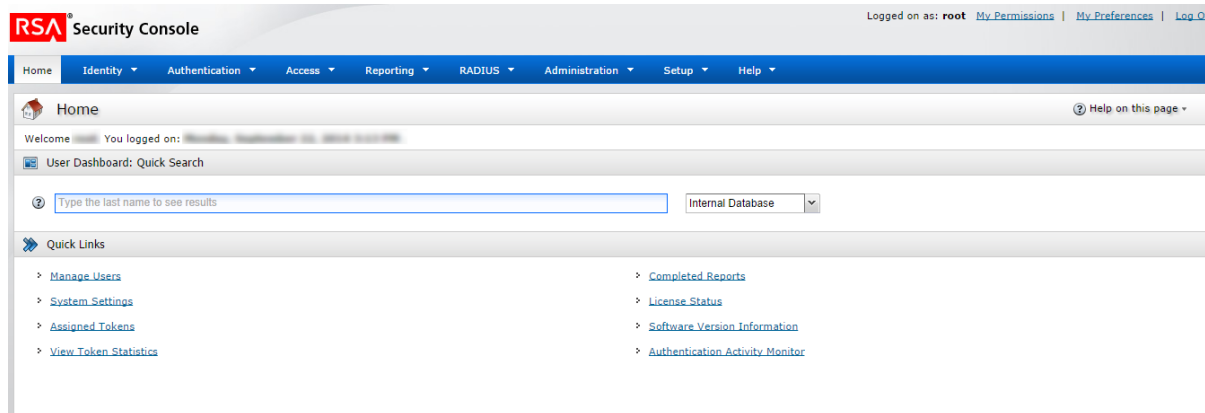 Logged on as: root My Permissions | My Preferences | Log O
RSA Security Console
Home Identity Authentication Access Reporting RADIUS Administration Setup Help
Home
Help on this page
Welcome You logged on:
User Dashboard: Quick Search
Type the last name to see results
Internal Database
Quick Links
Manage Users
System Settings
Assigned Tokens
View Token Statistics
Completed Reports
License Status
Software Version Information
Authentication Activity Monitor